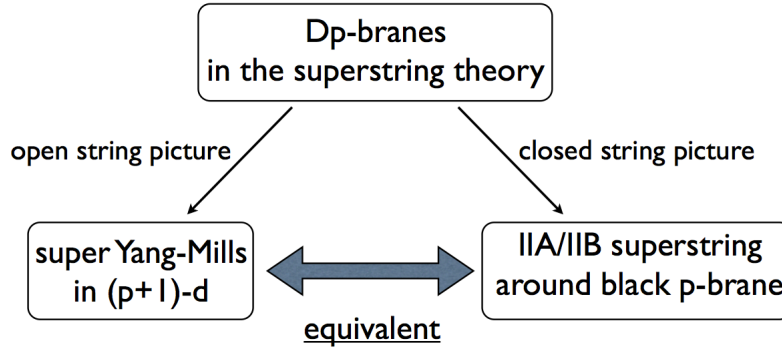 Dp-branes
in the superstring theory
open string picture
closed string picture
super Yang-Mills
in (p+1)-d
IIA/IIB superstring
around black p-brane
equivalent